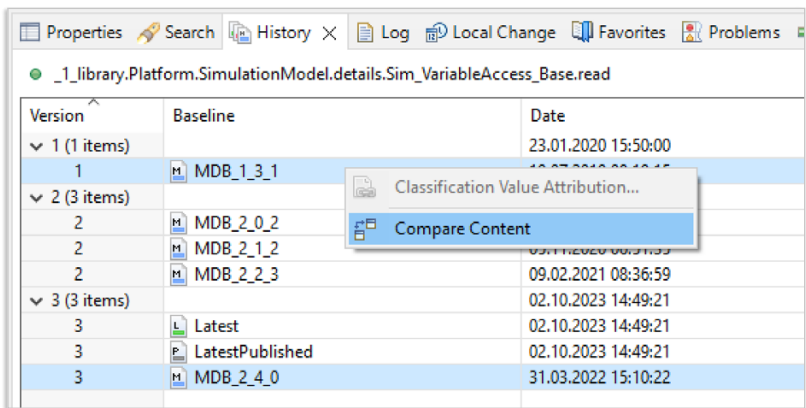 Properties Search History Log Local Change Favorites Problems
_1_library.Platform.SimulationModel.details.Sim_VariableAccess_Base.read
Version Baseline Date
1 (1 items) 23.01.2020 15:50:00
1 MDB_1_3_1
Classification Value Attribution...
2 (3 items)
2 MDB_2_0_2
Compare Content
2 MDB_2_1_2
2 MDB_2_2_3 09.02.2021 08:36:59
3 (3 items) 02.10.2023 14:49:21
3 Latest 02.10.2023 14:49:21
3 LatestPublished 02.10.2023 14:49:21
3 MDB_2_4_0 31.03.2022 15:10:22